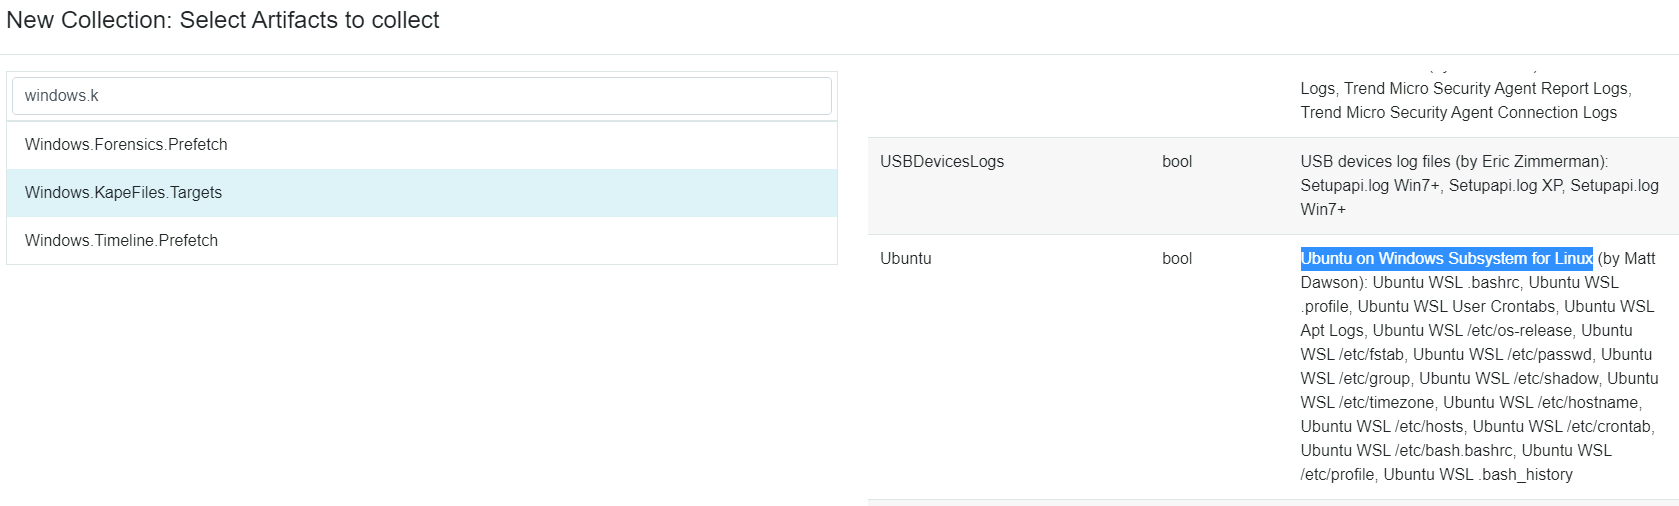 New Collection: Select Artifacts to collect
windows.k
Windows.Forensics.Prefetch
Windows.KapeFiles.Targets
Windows.Timeline.Prefetch
Logs, Trend Micro Security Agent Report Logs,
Trend Micro Security Agent Connection Logs
USBDevicesLogs
bool
USB devices log files (by Eric Zimmerman):
Setupapi.log Win7+, Setupapi.log XP, Setupapi.log
Win7+
Ubuntu
bool
Ubuntu on Windows Subsystem for Linux (by Matt
Dawson): Ubuntu WSL .bashrc, Ubuntu WSL
.profile, Ubuntu WSL User Crontabs, Ubuntu WSL
Apt Logs, Ubuntu WSL /etc/os-release, Ubuntu
WSL /etc/fstab, Ubuntu WSL /etc/passwd, Ubuntu
WSL /etc/group, Ubuntu WSL /etc/shadow, Ubuntu
WSL /etc/timezone, Ubuntu WSL /etc/hostname,
Ubuntu WSL /etc/hosts, Ubuntu WSL /etc/crontab,
Ubuntu WSL /etc/bash.bashrc, Ubuntu WSL
/etc/profile, Ubuntu WSL .bash_history